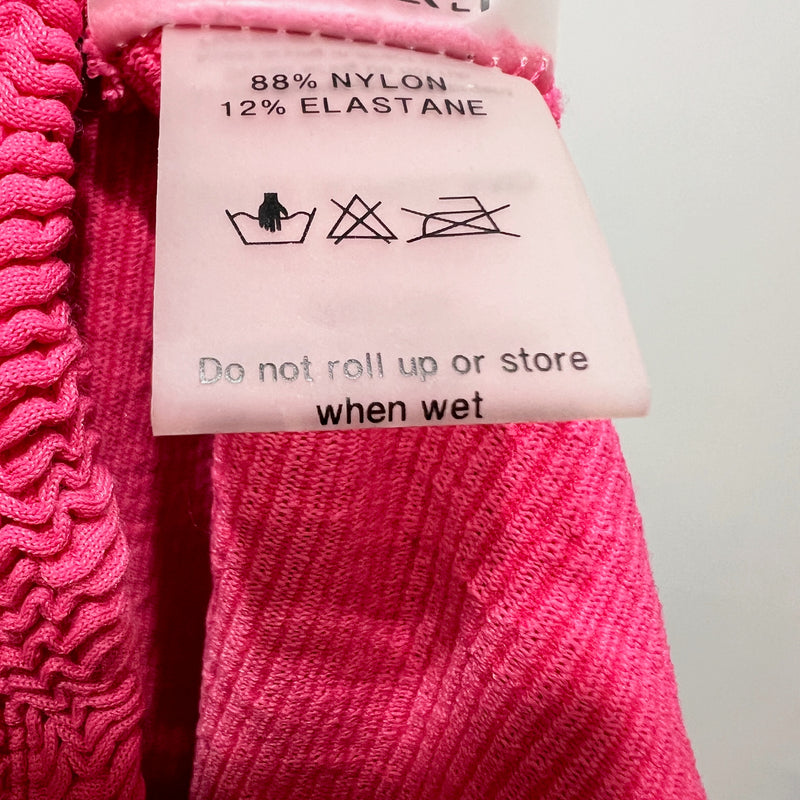 88% NYLON
12% ELASTANE
Do not roll up or store
when wet